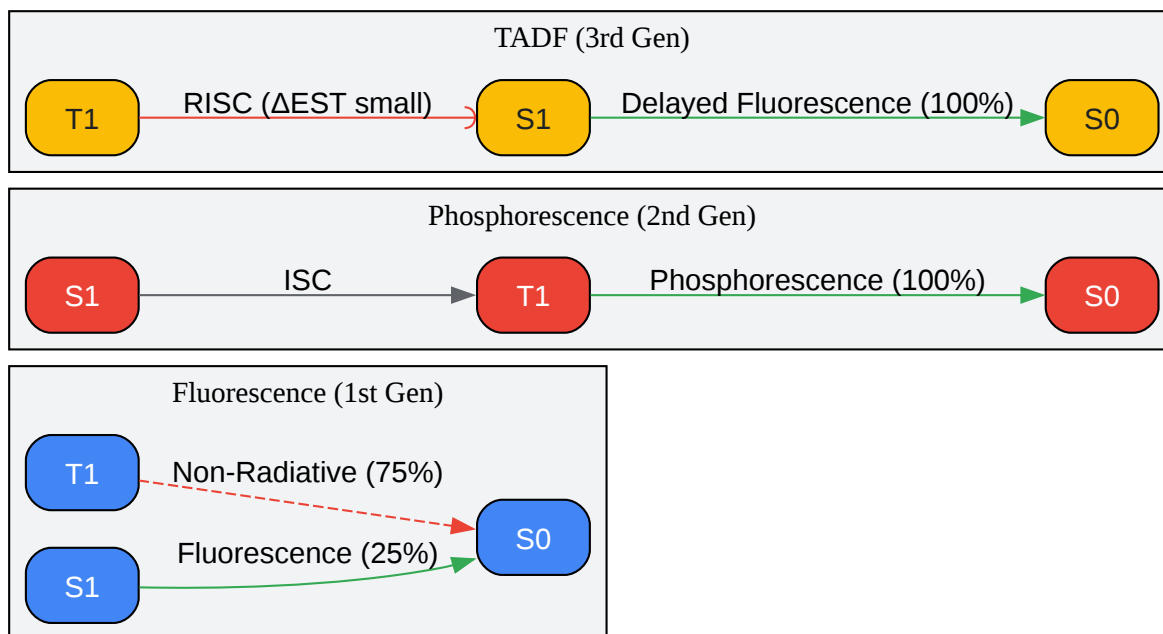 TADF (3rd Gen)
T1
RISC (ΔEST small)
S1
Delayed Fluorescence (100%)
S0
Phosphorescence (2nd Gen)
S1
ISC
T1
Phosphorescence (100%)
S0
Fluorescence (1st Gen)
T1
Non-Radiative (75%)
S0
Fluorescence (25%)
S1